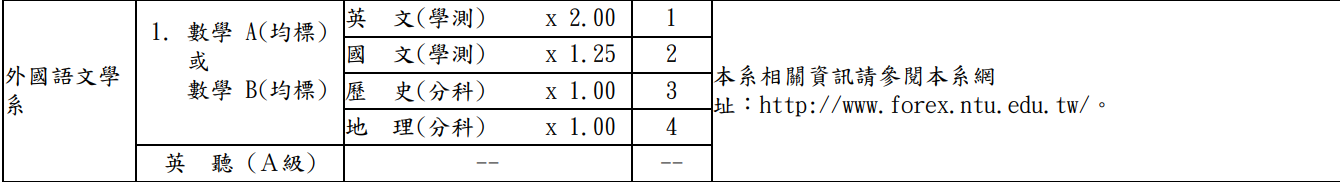 外國語文學系
1. 數學 A(均標)
或
數學 B(均標)
英　聽（Ａ級）
英　文(學測)　x 2.00　1
國　文(學測)　x 1.25　2
歷　史(分科)　x 1.00　3
地　理(分科)　x 1.00　4
--　--
本系相關資訊請參閱本系網
址：http://www.forex.ntu.edu.tw/。